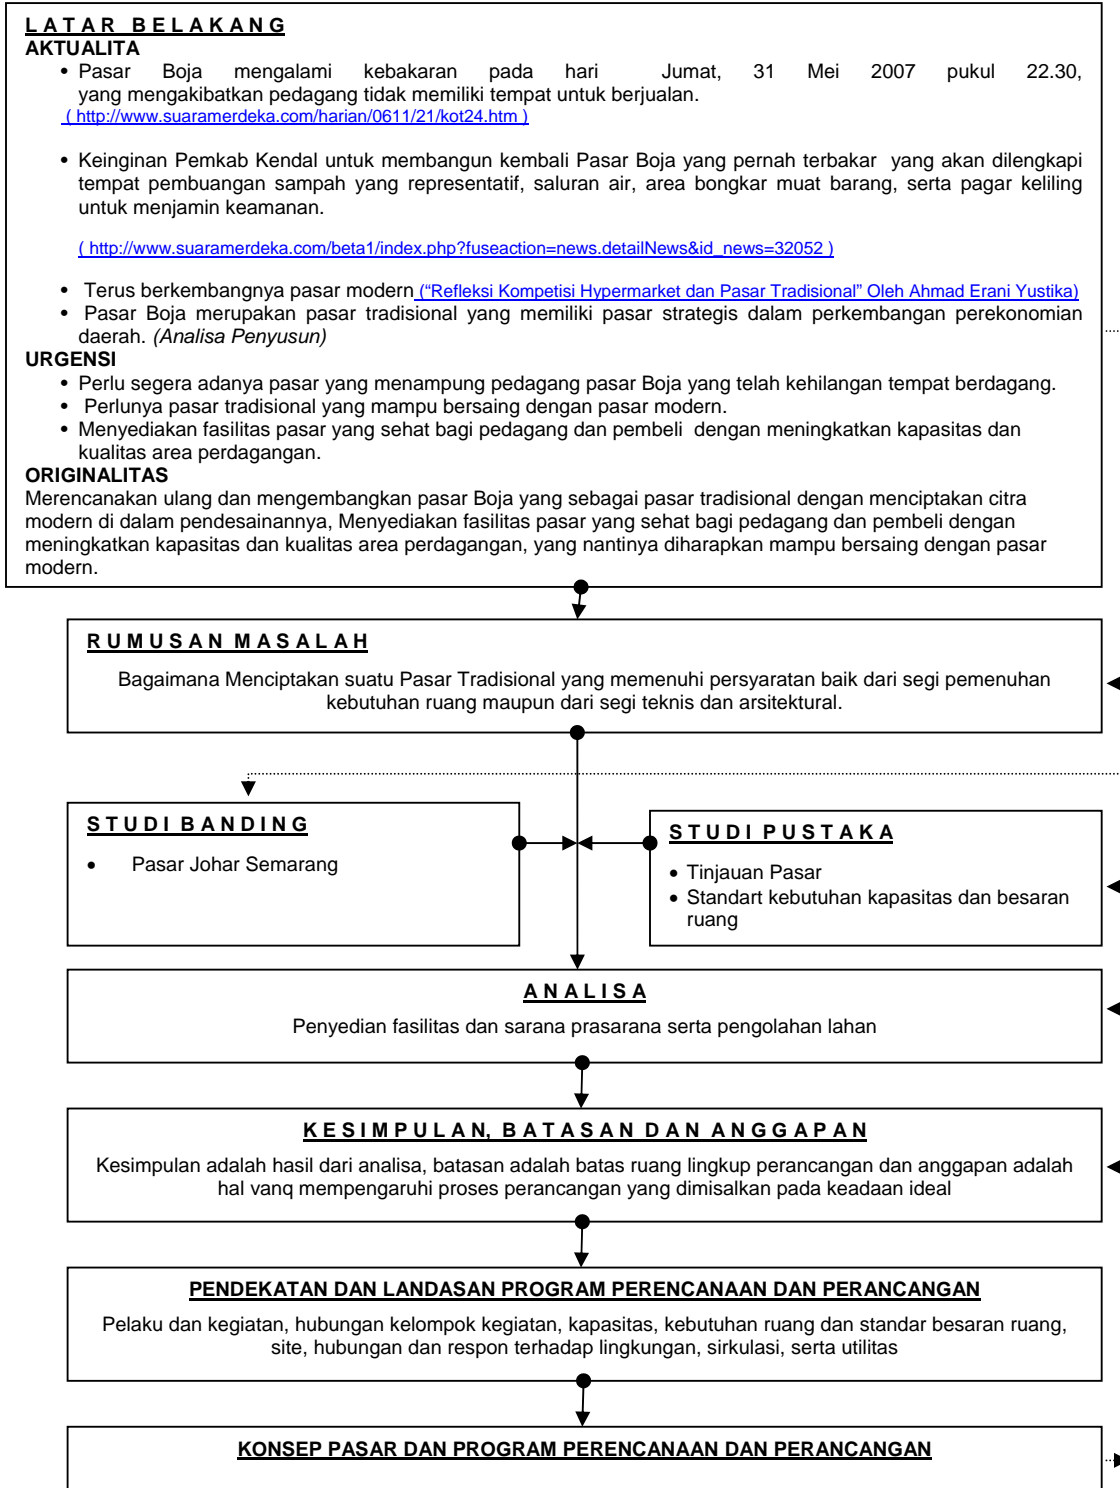 LATAR BELAKANG
AKTUALITA
• Pasar Boja mengalami kebakaran pada hari Jumat, 31 Mei 2007 pukul 22.30,
yang mengakibatkan pedagang tidak memiliki tempat untuk berjualan.
( http://www.suaramerdeka.com/harian/0611/21/kot24.htm )
• Keinginan Pemkab Kendal untuk membangun kembali Pasar Boja yang pernah terbakar yang akan dilengkapi
tempat pembuangan sampah yang representatif, saluran air, area bongkar muat barang, serta pagar keliling
untuk menjamin keamanan.
( http://www.suaramerdeka.com/beta1/index.php?fuseaction=news.detailNews&id_news=32052 )
• Terus berkembangnya pasar modern (“Refleksi Kompetisi Hypermarket dan Pasar Tradisional” Oleh Ahmad Erani Yustika)
• Pasar Boja merupakan pasar tradisional yang memiliki pasar strategis dalam perkembangan perekonomian
daerah. (Analisa Penyusun)
URGENSI
• Perlu segera adanya pasar yang menampung pedagang pasar Boja yang telah kehilangan tempat berdagang.
• Perlunya pasar tradisional yang mampu bersaing dengan pasar modern.
• Menyediakan fasilitas pasar yang sehat bagi pedagang dan pembeli dengan meningkatkan kapasitas dan
kualitas area perdagangan.
ORIGINALITAS
Merencanakan ulang dan mengembangkan pasar Boja yang sebagai pasar tradisional dengan menciptakan citra
modern di dalam pendesainannya, Menyediakan fasilitas pasar yang sehat bagi pedagang dan pembeli dengan
meningkatkan kapasitas dan kualitas area perdagangan, yang nantinya diharapkan mampu bersaing dengan pasar
modern.
RUMUSAN MASALAH
Bagaimana Menciptakan suatu Pasar Tradisional yang memenuhi persyaratan baik dari segi pemenuhan
kebutuhan ruang maupun dari segi teknis dan arsitektural.
STUDI BANDING
• Pasar Johar Semarang
STUDI PUSTAKA
• Tinjauan Pasar
• Standart kebutuhan kapasitas dan besaran
ruang
ANALISA
Penyedian fasilitas dan sarana prasarana serta pengolahan lahan
KESIMPULAN, BATASAN DAN ANGGAPAN
Kesimpulan adalah hasil dari analisa, batasan adalah batas ruang lingkup perancangan dan anggapan adalah
hal vanq mempengaruhi proses perancangan yang dimisalkan pada keadaan ideal
PENDEKATAN DAN LANDASAN PROGRAM PERENCANAAN DAN PERANCANGAN
Pelaku dan kegiatan, hubungan kelompok kegiatan, kapasitas, kebutuhan ruang dan standar besaran ruang,
site, hubungan dan respon terhadap lingkungan, sirkulasi, serta utilitas
KONSEP PASAR DAN PROGRAM PERENCANAAN DAN PERANCANGAN